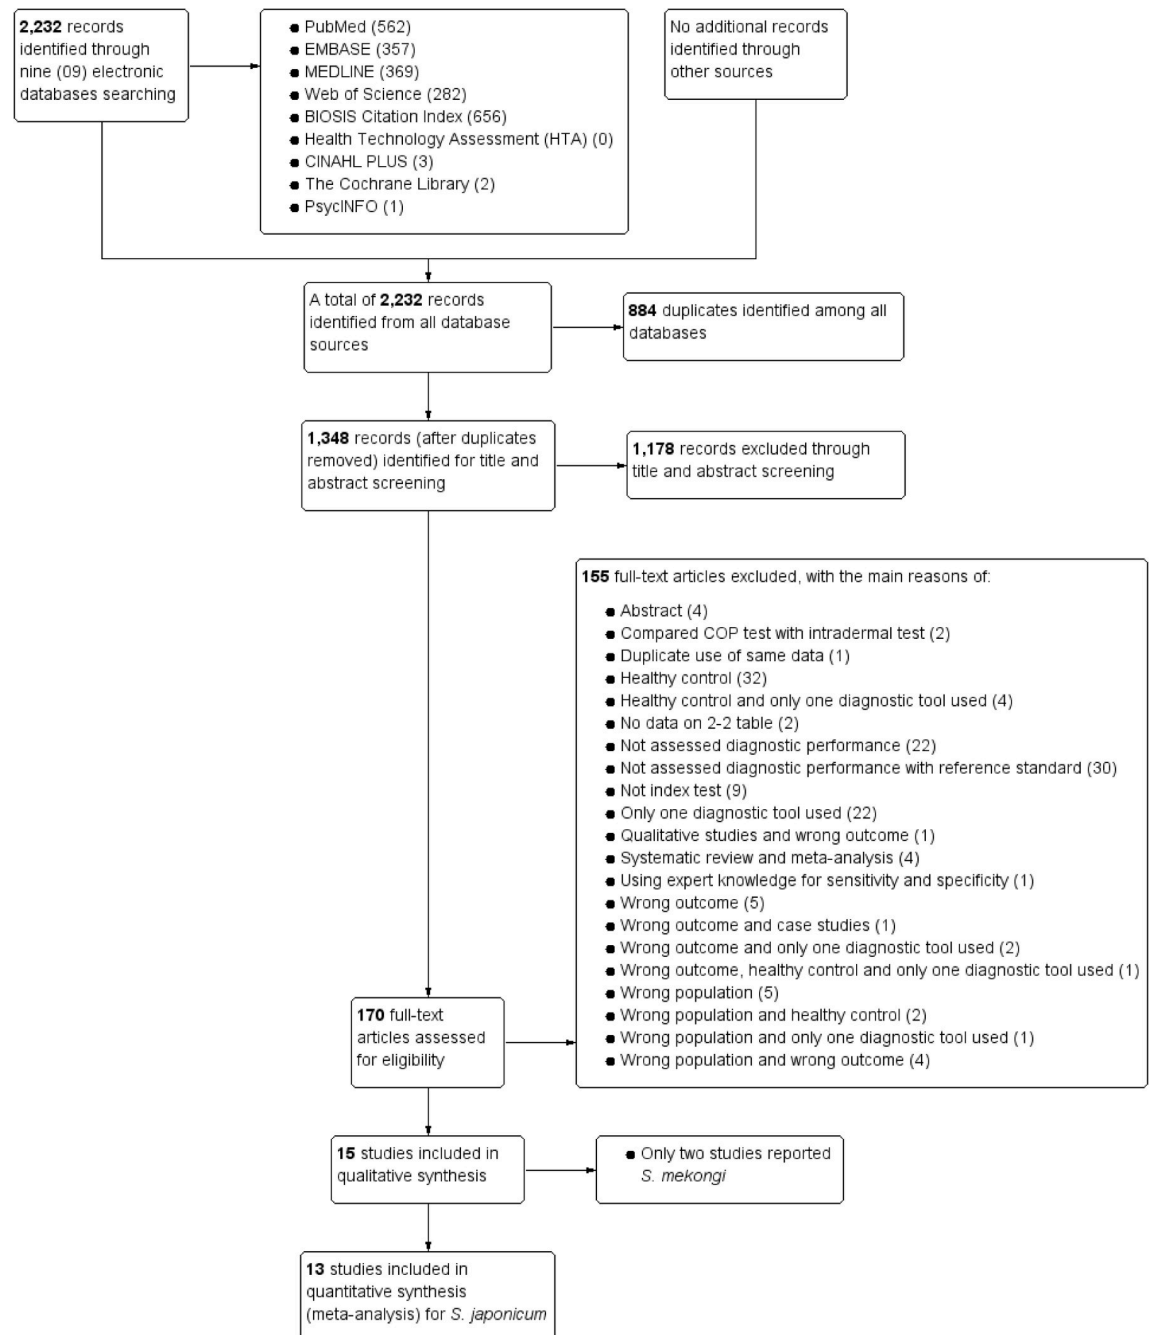 2,232 records
identified through
nine (09) electronic
databases searching
● PubMed (562)
● EMBASE (357)
● MEDLINE (369)
● Web of Science (282)
● BIOSIS Citation Index (656)
● Health Technology Assessment (HTA) (0)
● CINAHL PLUS (3)
● The Cochrane Library (2)
● PsycINFO (1)
No additional records
identified through
other sources
A total of 2,232 records
identified from all database
sources
884 duplicates identified among all
databases
1,348 records (after duplicates
removed) identified for title and
abstract screening
1,178 records excluded through
title and abstract screening
155 full-text articles excluded, with the main reasons of:
● Abstract (4)
● Compared COP test with intradermal test (2)
● Duplicate use of same data (1)
● Healthy control (32)
● Healthy control and only one diagnostic tool used (4)
● No data on 2-2 table (2)
● Not assessed diagnostic performance (22)
● Not assessed diagnostic performance with reference standard (30)
● Not index test (9)
● Only one diagnostic tool used (22)
● Qualitative studies and wrong outcome (1)
● Systematic review and meta-analysis (4)
● Using expert knowledge for sensitivity and specificity (1)
● Wrong outcome (5)
● Wrong outcome and case studies (1)
● Wrong outcome and only one diagnostic tool used (2)
● Wrong outcome, healthy control and only one diagnostic tool used (1)
● Wrong population (5)
● Wrong population and healthy control (2)
● Wrong population and only one diagnostic tool used (1)
● Wrong population and wrong outcome (4)
170 full-text
articles assessed
for eligibility
15 studies included in
qualitative synthesis
● Only two studies reported
S. mekongi
13 studies included in
quantitative synthesis
(meta-analysis) for S. japonicum